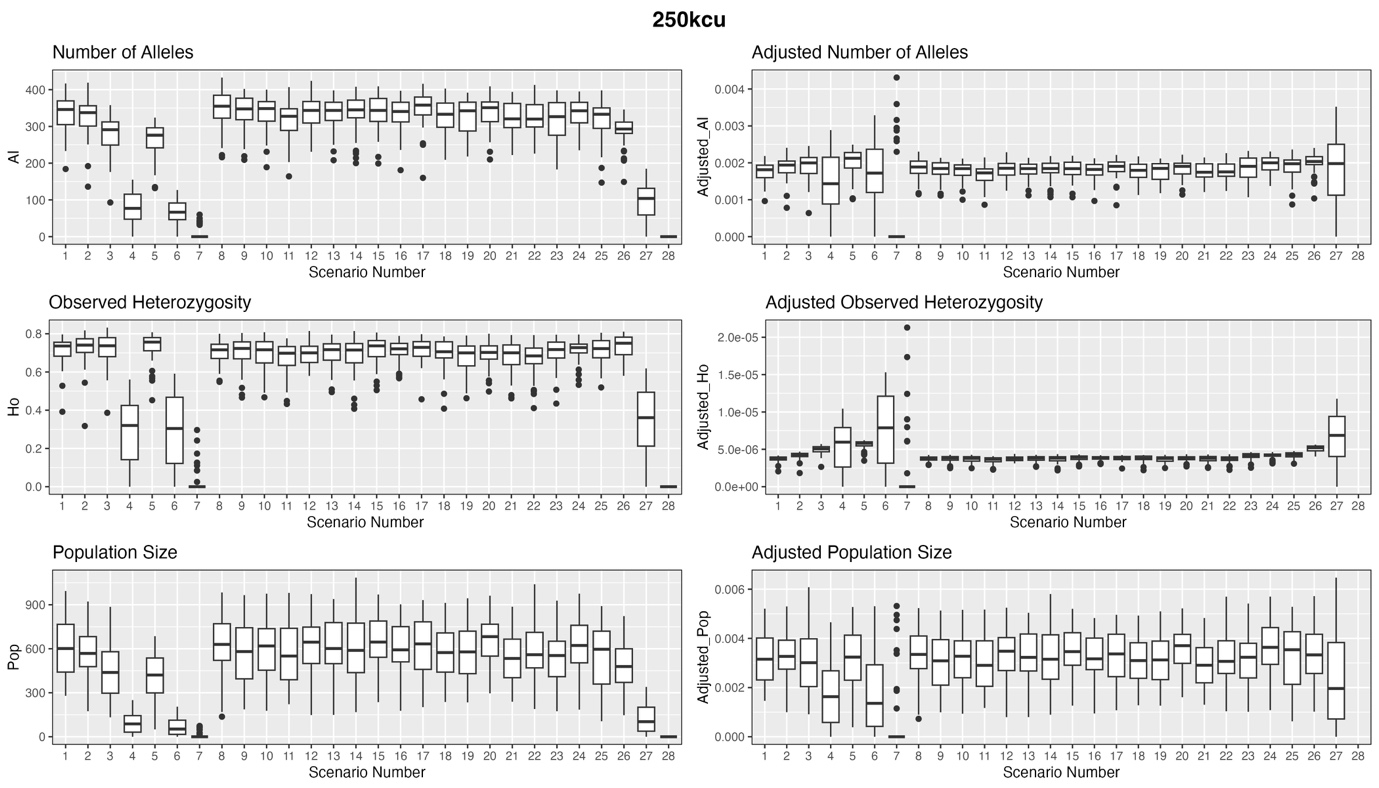 250kcu
Number of Alleles
Al
400
300
200
100
0
1 2 3 4 5 6 7 8 9 10 11 12 13 14 15 16 17 18 19 20 21 22 23 24 25 26 27 28
Scenario Number
Adjusted Number of Alleles
Adjusted_Al
0.004
0.003
0.002
0.001
0.000
1 2 3 4 5 6 7 8 9 10 11 12 13 14 15 16 17 18 19 20 21 22 23 24 25 26 27 28
Scenario Number
Observed Heterozygosity
Ho
0.8
0.6
0.4
0.2
0.0
1 2 3 4 5 6 7 8 9 10 11 12 13 14 15 16 17 18 19 20 21 22 23 24 25 26 27 28
Scenario Number
Adjusted Observed Heterozygosity
Adjusted_Ho
2.0e-05
1.5e-05
1.0e-05
5.0e-06
0.0e+00
1 2 3 4 5 6 7 8 9 10 11 12 13 14 15 16 17 18 19 20 21 22 23 24 25 26 27 28
Scenario Number
Population Size
Pop
900
600
300
0
1 2 3 4 5 6 7 8 9 10 11 12 13 14 15 16 17 18 19 20 21 22 23 24 25 26 27 28
Scenario Number
Adjusted Population Size
Adjusted_Pop
0.006
0.004
0.002
0.000
1 2 3 4 5 6 7 8 9 10 11 12 13 14 15 16 17 18 19 20 21 22 23 24 25 26 27 28
Scenario Number